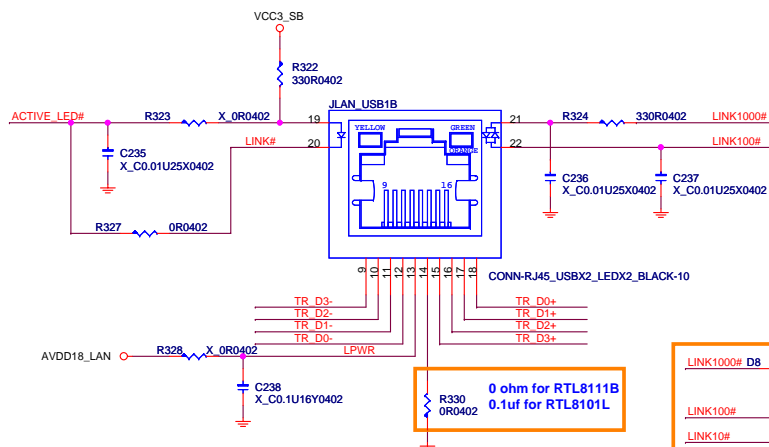 VCC3_SB
R322
330R0402
JLAN_USB1B
ACTIVE_LED#
R323
X_0R0402
19
YELLOW
GREEN
21
R324
330R0402
LINK1000#
LINK#
20
ORANGE
22
LINK100#
C235
X_C0.01U25X0402
C236
X_C0.01U25X0402
C237
X_C0.01U25X0402
9
16
R327
0R0402
9
10
11
12
13
14
15
16
17
18
CONN-RJ45_USBX2_LEDX2_BLACK-10
TR_D3-
TR_D0+
TR_D2-
TR_D1+
TR_D1-
TR_D2+
TR_D0-
TR_D3+
AVDD18_LAN
R328
X_0R0402
LPWR
LINK1000#
D8
C238
X_C0.1U16Y0402
R330
0R0402
0 ohm for RTL8111B
0.1uf for RTL8101L
LINK100#
LINK10#